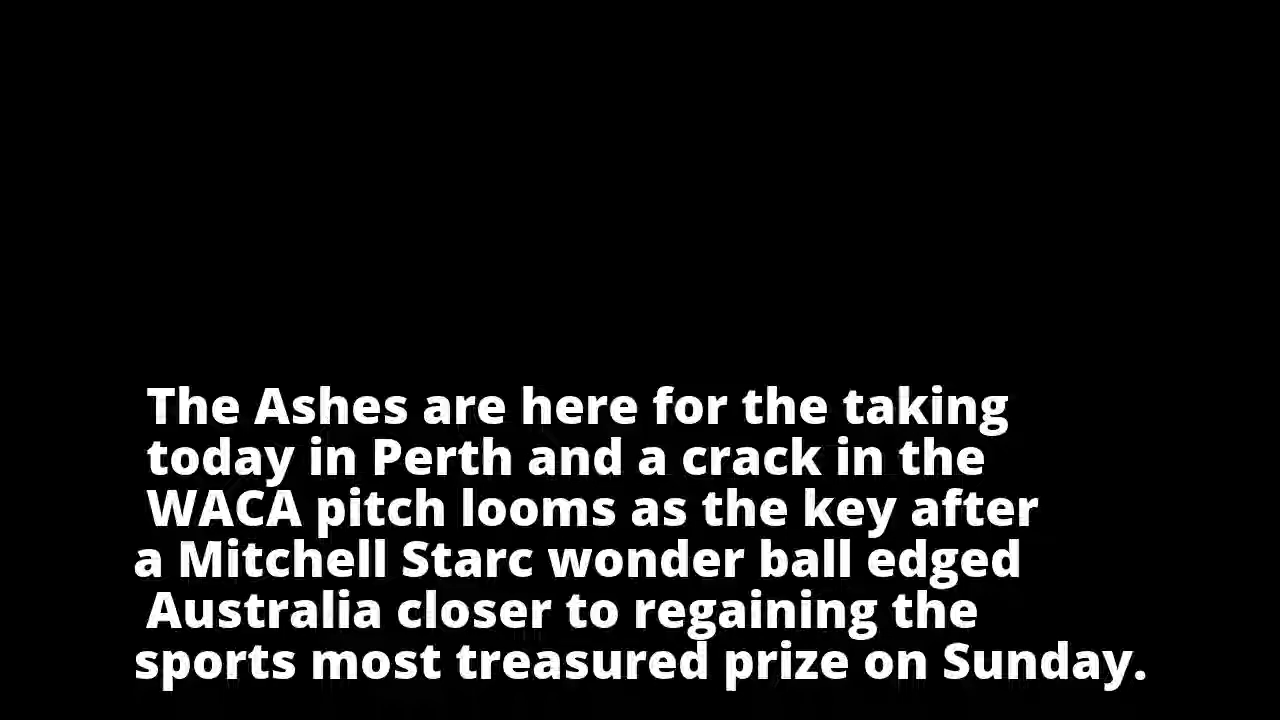 The Ashes are here for the taking
today in Perth and a crack in the
WACA pitch looms as the key after
a Mitchell Starc wonder ball edged
Australia closer to regaining the
sports most treasured prize on Sunday.